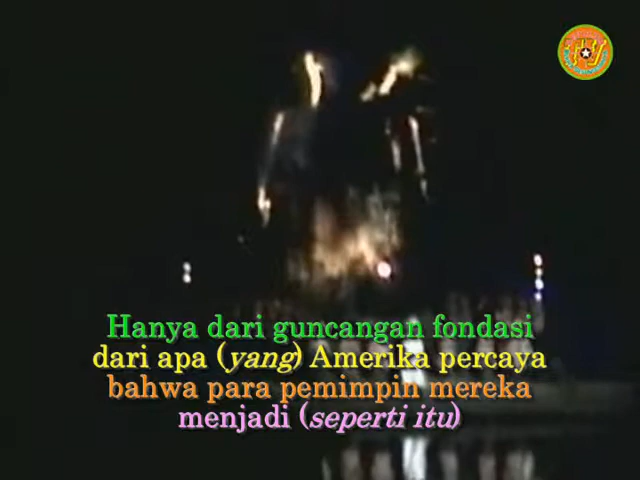 Hanya dari guncangan fondasi
dari apa (yang) Amerika percaya
bahwa para pemimpin mereka
menjadi (seperti itu)